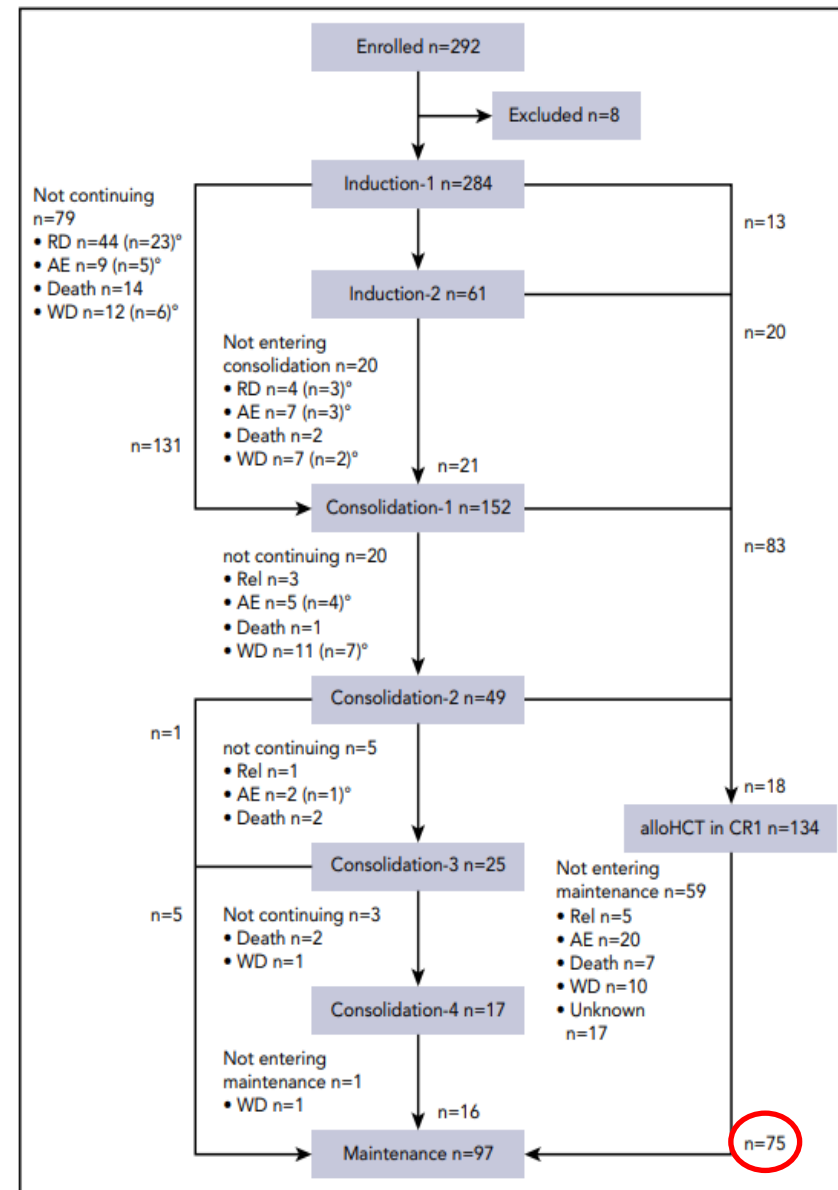 Enrolled n=292
Excluded n=8
Induction-1 n=284
Not continuing
n=79
• RD n=44 (n=23)°
• AE n=9 (n=5)°
• Death n=14
• WD n=12 (n=6)°
n=13
Induction-2 n=61
n=20
Not entering
consolidation n=20
• RD n=4 (n=3)°
• AE n=7 (n=3)°
• Death n=2
• WD n=7 (n=2)°
n=131
n=21
Consolidation-1 n=152
n=83
not continuing n=20
• Rel n=3
• AE n=5 (n=4)°
• Death n=1
• WD n=11 (n=7)°
Consolidation-2 n=49
n=1
not continuing n=5
• Rel n=1
• AE n=2 (n=1)°
• Death n=2
n=18
alloHCT in CR1 n=134
Consolidation-3 n=25
Not entering
maintenance n=59
• Rel n=5
• AE n=20
• Death n=7
• WD n=10
• Unknown
n=17
n=5
Not continuing n=3
• Death n=2
• WD n=1
Consolidation-4 n=17
Not entering
maintenance n=1
• WD n=1
n=16
n=75
Maintenance n=97